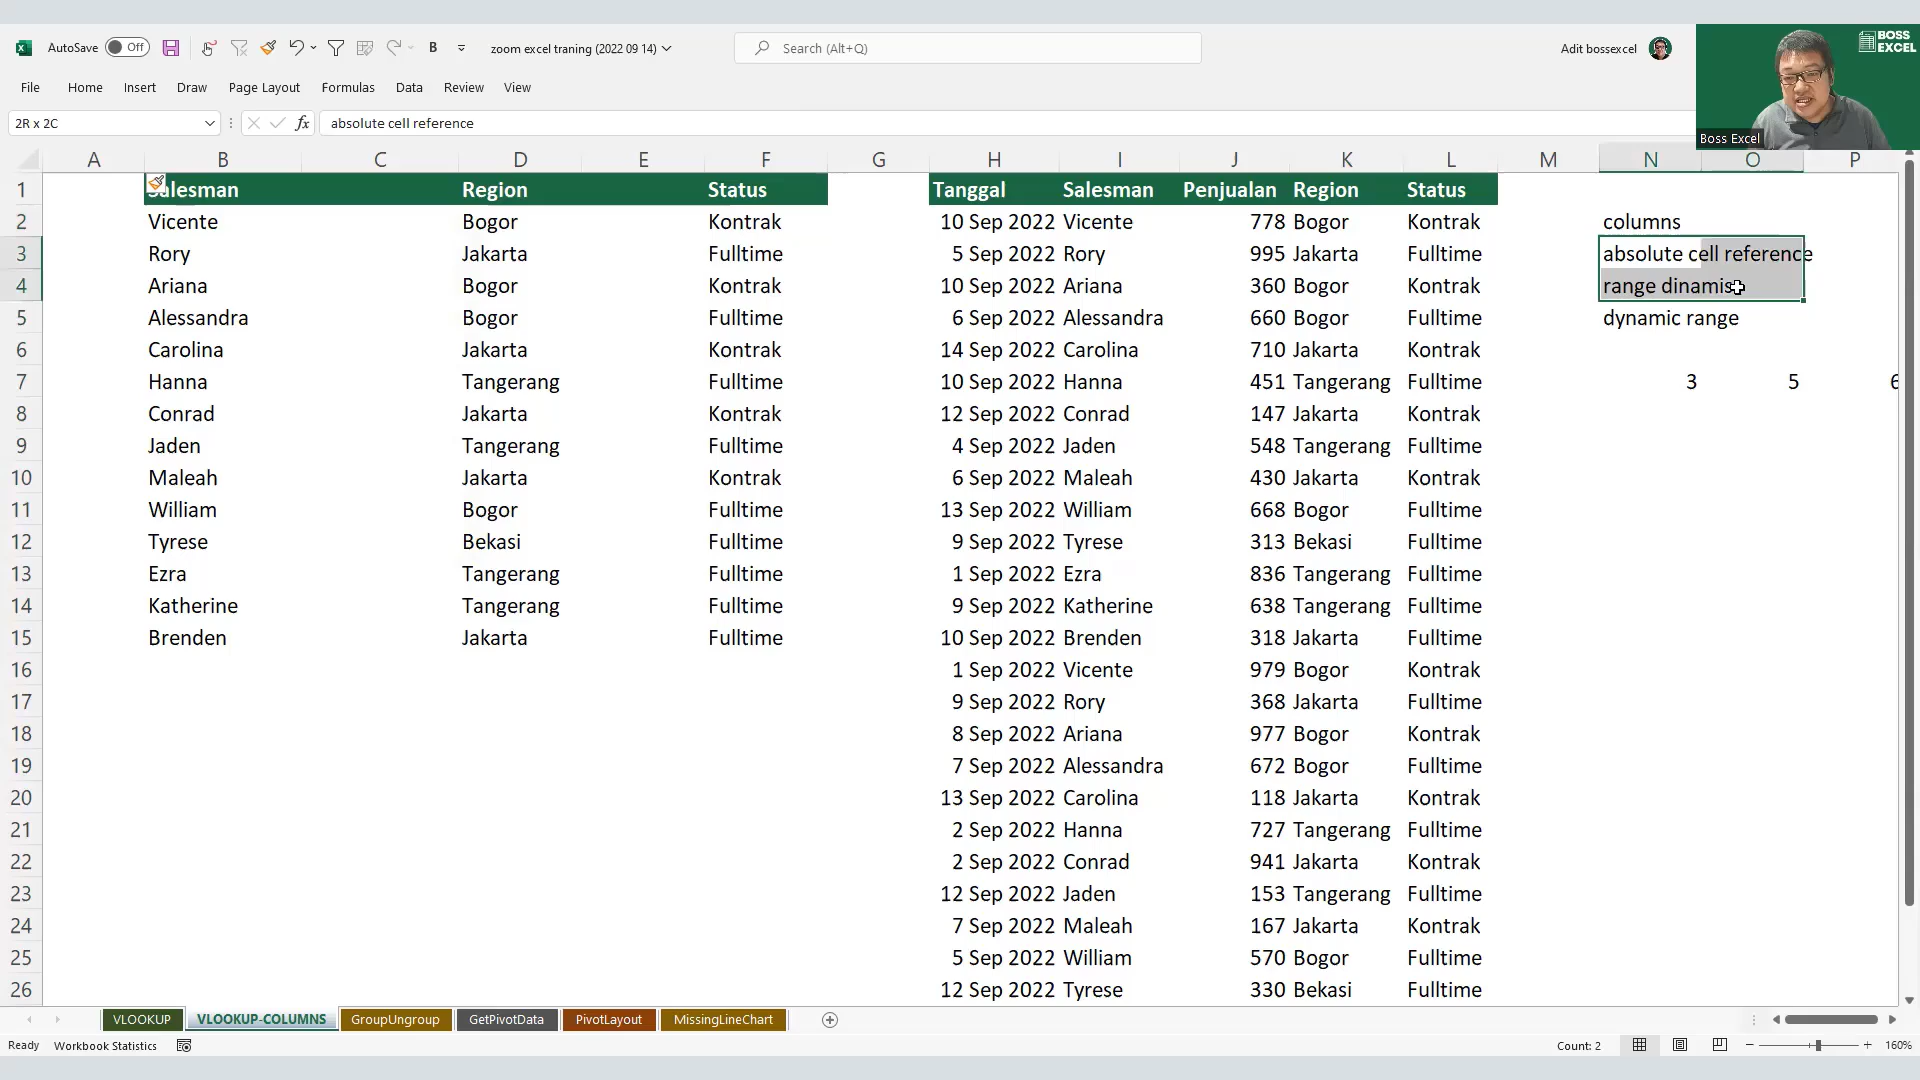 AutoSave Off B zoom excel traning (2022 09 14) Search (Alt+Q) Adit bossexcel
BOSS
EXCEL
File Home Insert Draw Page Layout Formulas Data Review View
Boss Excel
2R x 2C fx absolute cell reference
A B C D E F G H I J K L M N O P
1 Salesman Region Status Tanggal Salesman Penjualan Region Status
2 Vicente Bogor Kontrak 10 Sep 2022 Vicente 778 Bogor Kontrak columns
3 Rory Jakarta Fulltime 5 Sep 2022 Rory 995 Jakarta Fulltime absolute cell reference
4 Ariana Bogor Kontrak 10 Sep 2022 Ariana 360 Bogor Kontrak range dinamis
5 Alessandra Bogor Fulltime 6 Sep 2022 Alessandra 660 Bogor Fulltime dynamic range
6 Carolina Jakarta Kontrak 14 Sep 2022 Carolina 710 Jakarta Kontrak
7 Hanna Tangerang Fulltime 10 Sep 2022 Hanna 451 Tangerang Fulltime 3 5 6
8 Conrad Jakarta Kontrak 12 Sep 2022 Conrad 147 Jakarta Kontrak
9 Jaden Tangerang Fulltime 4 Sep 2022 Jaden 548 Tangerang Fulltime
10 Maleah Jakarta Kontrak 6 Sep 2022 Maleah 430 Jakarta Kontrak
11 William Bogor Fulltime 13 Sep 2022 William 668 Bogor Fulltime
12 Tyrese Bekasi Fulltime 9 Sep 2022 Tyrese 313 Bekasi Fulltime
13 Ezra Tangerang Fulltime 1 Sep 2022 Ezra 836 Tangerang Fulltime
14 Katherine Tangerang Fulltime 9 Sep 2022 Katherine 638 Tangerang Fulltime
15 Brenden Jakarta Fulltime 10 Sep 2022 Brenden 318 Jakarta Fulltime
16 1 Sep 2022 Vicente 979 Bogor Kontrak
17 9 Sep 2022 Rory 368 Jakarta Fulltime
18 8 Sep 2022 Ariana 977 Bogor Kontrak
19 7 Sep 2022 Alessandra 672 Bogor Fulltime
20 13 Sep 2022 Carolina 118 Jakarta Kontrak
21 2 Sep 2022 Hanna 727 Tangerang Fulltime
22 2 Sep 2022 Conrad 941 Jakarta Kontrak
23 12 Sep 2022 Jaden 153 Tangerang Fulltime
24 7 Sep 2022 Maleah 167 Jakarta Kontrak
25 5 Sep 2022 William 570 Bogor Fulltime
26 12 Sep 2022 Tyrese 330 Bekasi Fulltime
VLOOKUP VLOOKUP-COLUMNS GroupUngroup GetPivotData PivotLayout MissingLineChart
Ready Workbook Statistics Count: 2 160%